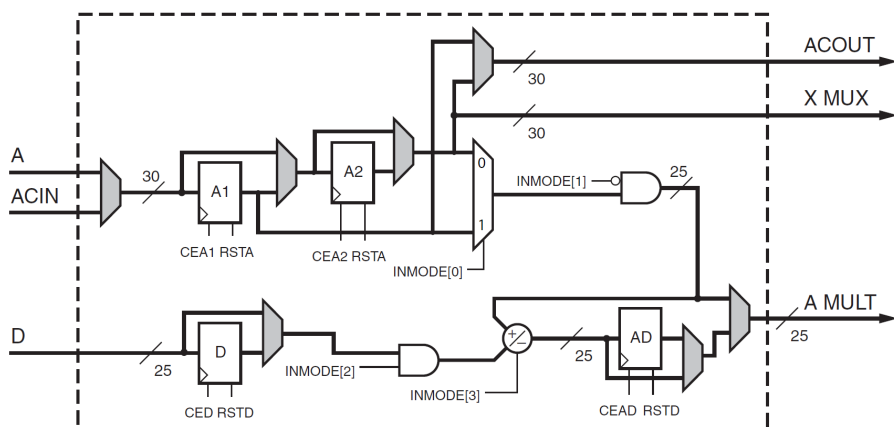 ACOUT
30
X MUX
30
A
ACIN
30
A1
A2
0
1
INMODE[1]
25
CEA1 RSTA
CEA2 RSTA
INMODE[0]
A MULT
25
D
25
D
INMODE[2]
+
−
25
AD
INMODE[3]
CED RSTD
CEAD RSTD